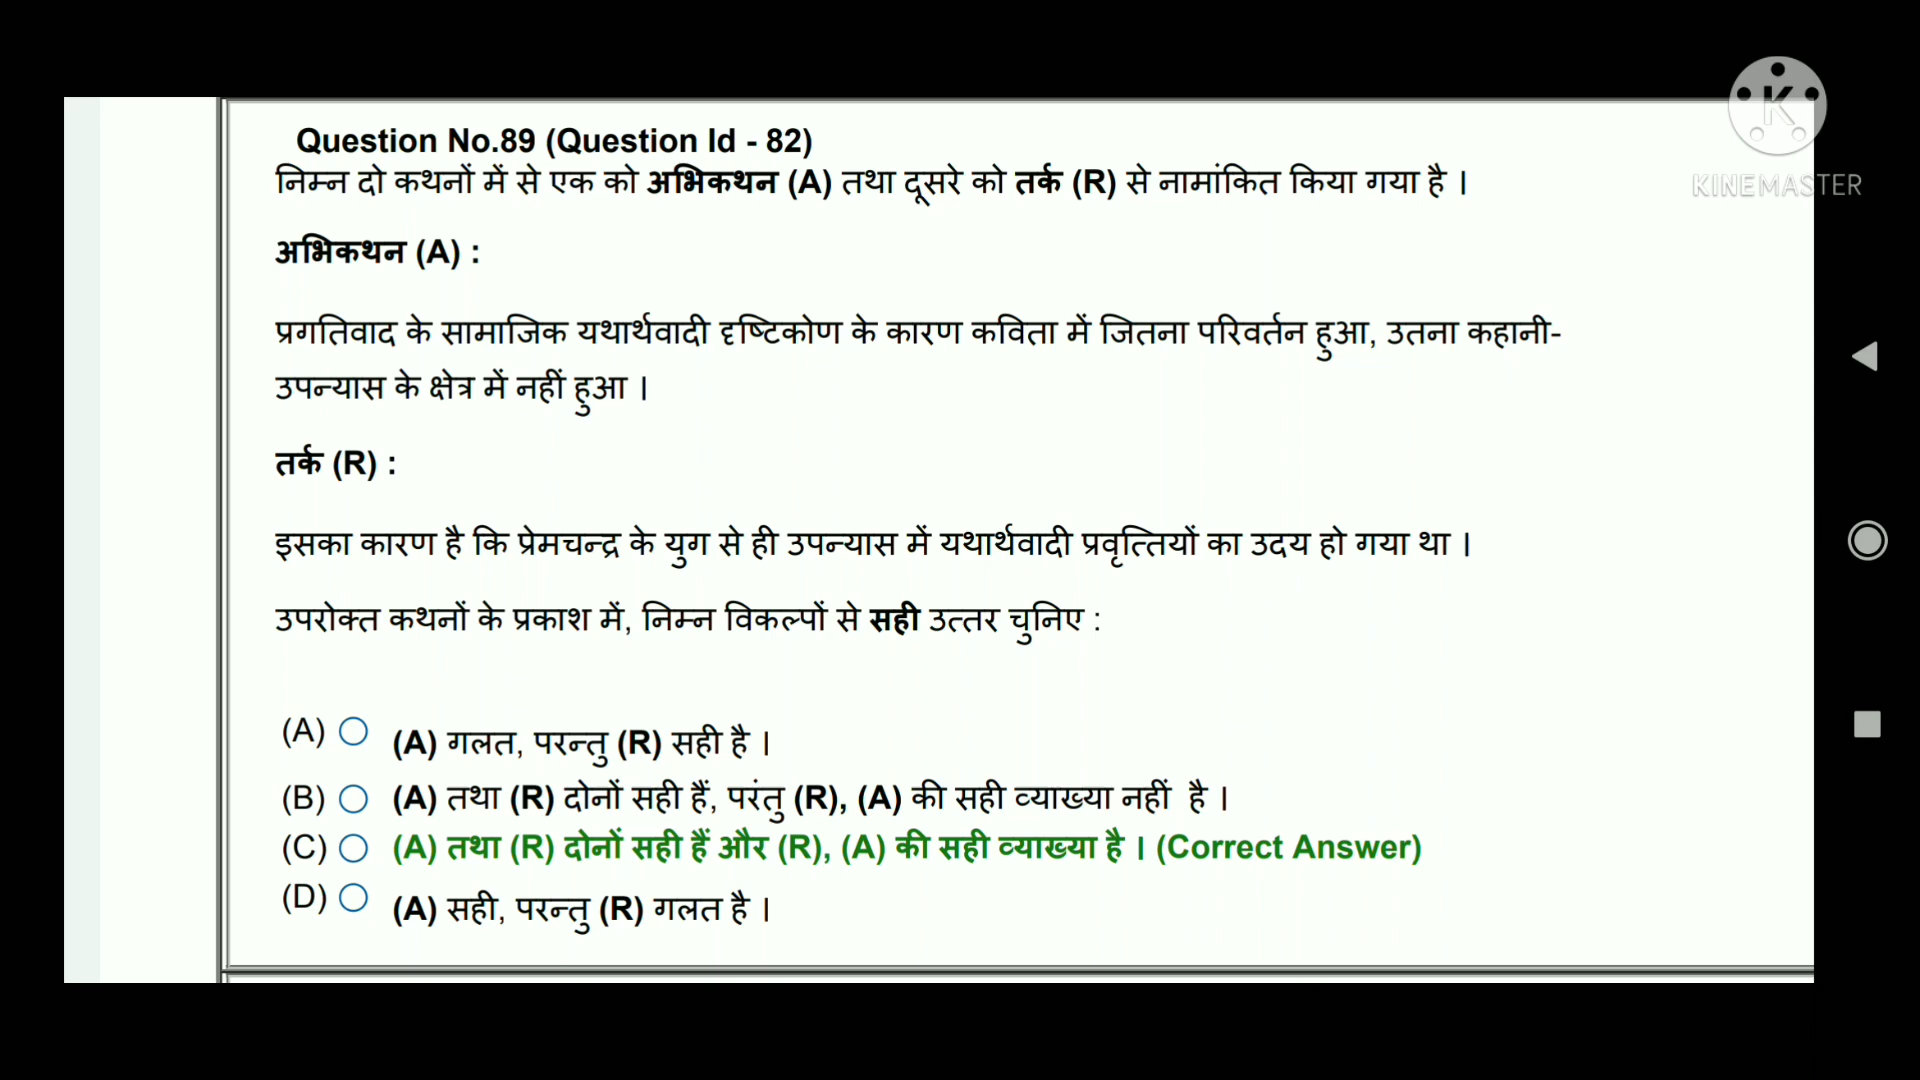 K
KINEMASTER
Question No.89 (Question Id - 82)
निम्न दो कथनों में से एक को अभिकथन (A) तथा दूसरे को तर्क (R) से नामांकित किया गया है ।
अभिकथन (A) :
प्रगतिवाद के सामाजिक यथार्थवादी दृष्टिकोण के कारण कविता में जितना परिवर्तन हुआ, उतना कहानी-
उपन्यास के क्षेत्र में नहीं हुआ ।
तर्क (R) :
इसका कारण है कि प्रेमचन्द्र के युग से ही उपन्यास में यथार्थवादी प्रवृत्तियों का उदय हो गया था ।
उपरोक्त कथनों के प्रकाश में, निम्न विकल्पों से सही उत्तर चुनिए :
(A) (A) गलत, परन्तु (R) सही है ।
(B) (A) तथा (R) दोनों सही हैं, परंतु (R), (A) की सही व्याख्या नहीं है ।
(C) (A) तथा (R) दोनों सही हैं और (R), (A) की सही व्याख्या है । (Correct Answer)
(D) (A) सही, परन्तु (R) गलत है ।